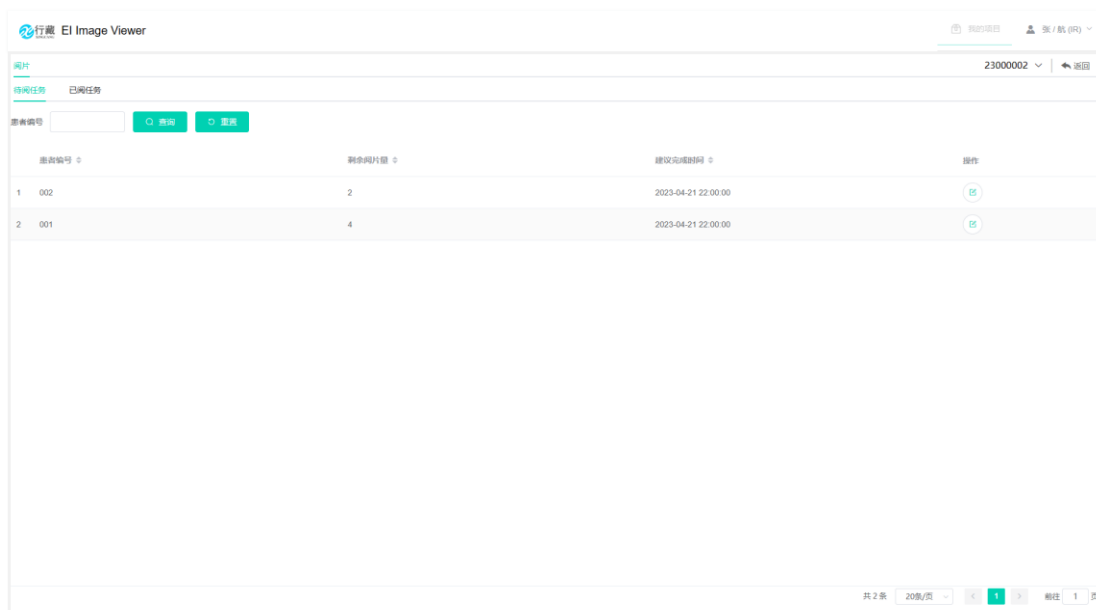 行藏 EI Image Viewer 我的项目 张 / 航 (IR)
阅片 23000002 返回
待阅任务 已阅任务
患者编号 查询 重置
患者编号 剩余阅片量 建议完成时间 操作
1 002 2 2023-04-21 22:00:00
2 001 4 2023-04-21 22:00:00
共 2 条 20条/页 1 前往 1 页